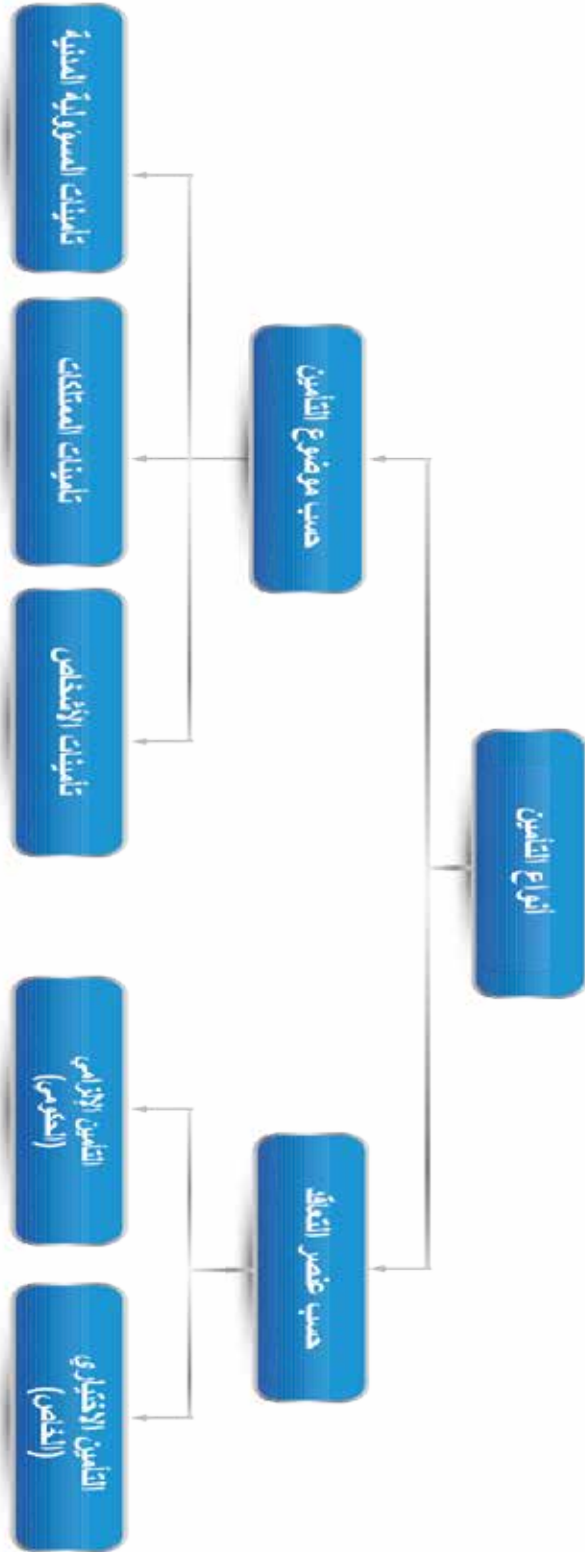 أنواع التأمين
حسب عنصر التعاقد
حسب موضوع التأمين
التأمين الاختياري
(الخاص)
التأمين الإلزامي
(الحكومي)
تأمينات الأشخاص
تأمينات الممتلكات
تأمينات المسؤولية المدنية